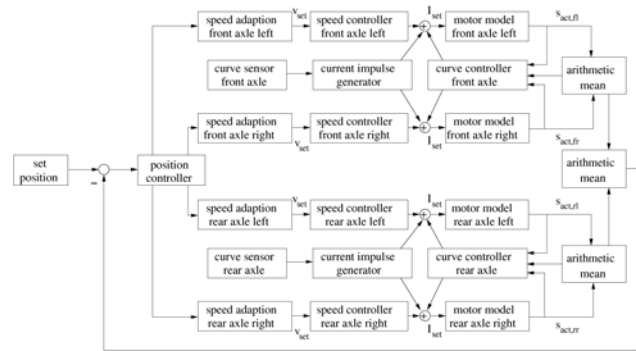 speed adaption
front axle left
v_set
speed controller
front axle left
I_set
motor model
front axle left
s_act,fl
curve sensor
front axle
current impulse
generator
curve controller
front axle
arithmetic
mean
speed adaption
front axle right
v_set
speed controller
front axle right
I_set
motor model
front axle right
s_act,fr
set
position
−
position
controller
arithmetic
mean
speed adaption
rear axle left
v_set
speed controller
rear axle left
I_set
motor model
rear axle left
s_act,rl
curve sensor
rear axle
current impulse
generator
curve controller
rear axle
arithmetic
mean
speed adaption
rear axle right
v_set
speed controller
rear axle right
I_set
motor model
rear axle right
s_act,rr